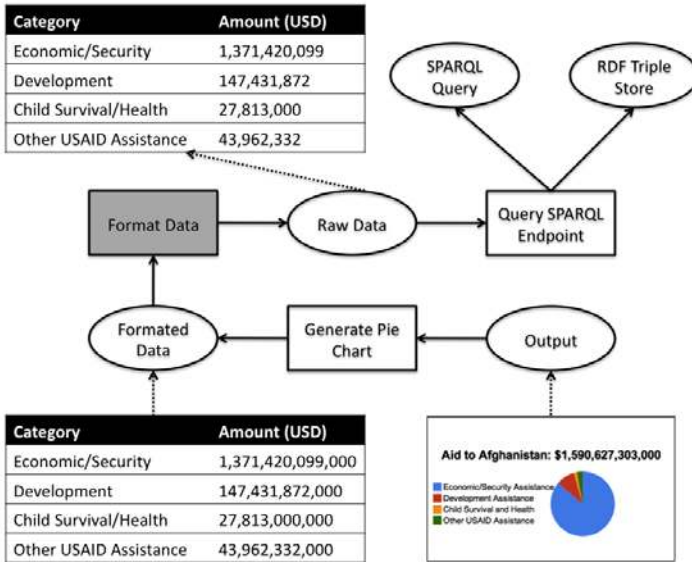 Category Amount (USD)
Economic/Security 1,371,420,099
Development 147,431,872
Child Survival/Health 27,813,000
Other USAID Assistance 43,962,332
SPARQL
Query
RDF Triple
Store
Format Data
Raw Data
Query SPARQL
Endpoint
Formated
Data
Generate Pie
Chart
Output
Category Amount (USD)
Economic/Security 1,371,420,099,000
Development 147,431,872,000
Child Survival/Health 27,813,000,000
Other USAID Assistance 43,962,332,000
Aid to Afghanistan: $1,590,627,303,000
Economic/Security Assistance
Development Assistance
Child Survival and Health
Other USAID Assistance